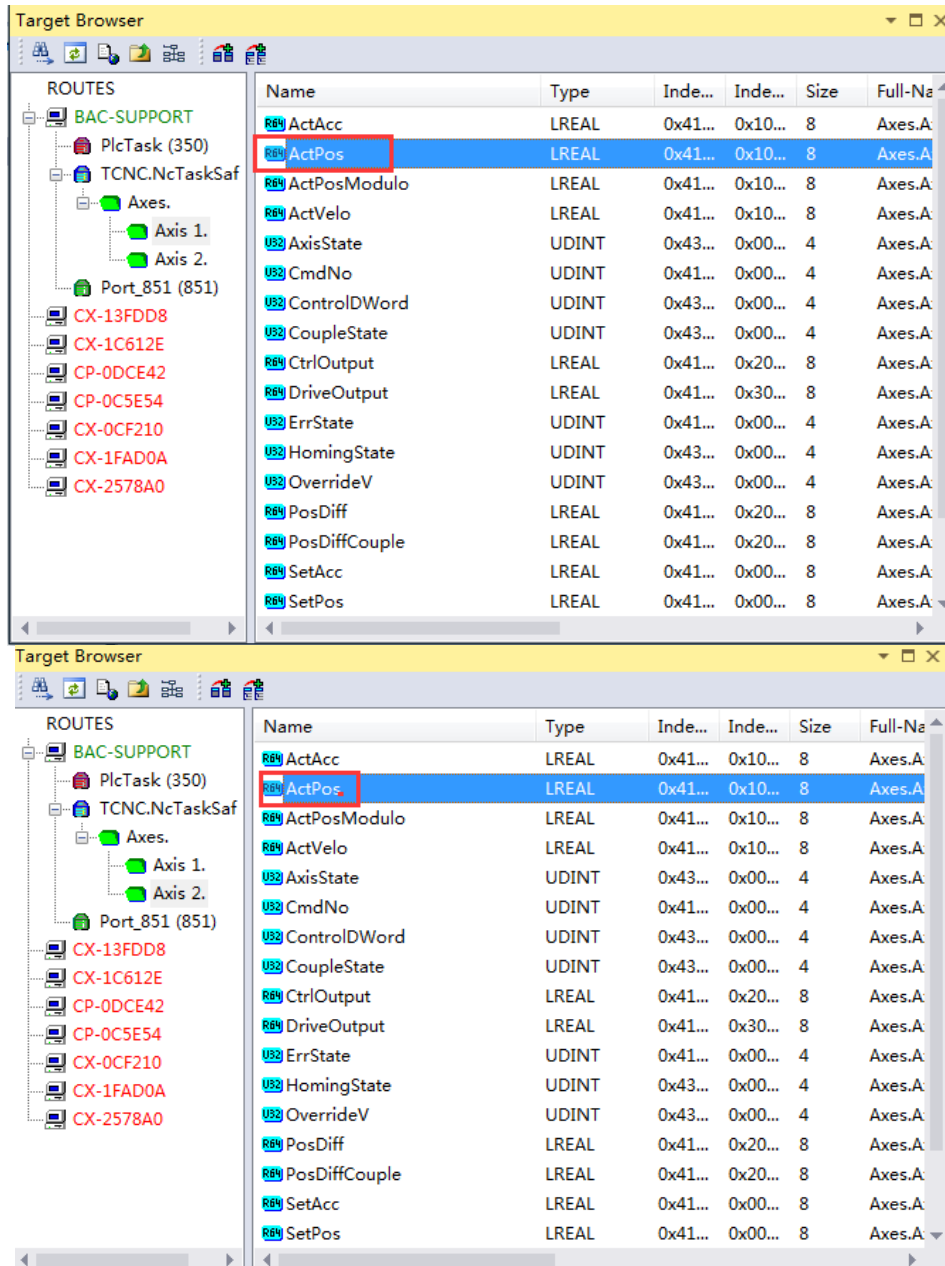 Target Browser
ROUTES
BAC-SUPPORT
PlcTask (350)
TCNC.NcTaskSaf
Axes.
Axis 1.
Axis 2.
Port_851 (851)
CX-13FDD8
CX-1C612E
CP-0DCE42
CP-0C5E54
CX-0CF210
CX-1FAD0A
CX-2578A0
Name Type Inde... Inde... Size Full-Na
R64 ActAcc LREAL 0x41... 0x10... 8 Axes.A
R64 ActPos LREAL 0x41... 0x10... 8 Axes.A
R64 ActPosModulo LREAL 0x41... 0x10... 8 Axes.A
R64 ActVelo LREAL 0x41... 0x10... 8 Axes.A
U32 AxisState UDINT 0x43... 0x00... 4 Axes.A
U32 CmdNo UDINT 0x41... 0x00... 4 Axes.A
U32 ControlDWord UDINT 0x43... 0x00... 4 Axes.A
U32 CoupleState UDINT 0x43... 0x00... 4 Axes.A
R64 CtrlOutput LREAL 0x41... 0x20... 8 Axes.A
R64 DriveOutput LREAL 0x41... 0x30... 8 Axes.A
U32 ErrState UDINT 0x41... 0x00... 4 Axes.A
U32 HomingState UDINT 0x43... 0x00... 4 Axes.A
U32 OverrideV UDINT 0x43... 0x00... 4 Axes.A
R64 PosDiff LREAL 0x41... 0x20... 8 Axes.A
R64 PosDiffCouple LREAL 0x41... 0x20... 8 Axes.A
R64 SetAcc LREAL 0x41... 0x00... 8 Axes.A
R64 SetPos LREAL 0x41... 0x00... 8 Axes.A
Target Browser
ROUTES
BAC-SUPPORT
PlcTask (350)
TCNC.NcTaskSaf
Axes.
Axis 1.
Axis 2.
Port_851 (851)
CX-13FDD8
CX-1C612E
CP-0DCE42
CP-0C5E54
CX-0CF210
CX-1FAD0A
CX-2578A0
Name Type Inde... Inde... Size Full-Na
R64 ActAcc LREAL 0x41... 0x10... 8 Axes.A
R64 ActPos LREAL 0x41... 0x10... 8 Axes.A
R64 ActPosModulo LREAL 0x41... 0x10... 8 Axes.A
R64 ActVelo LREAL 0x41... 0x10... 8 Axes.A
U32 AxisState UDINT 0x43... 0x00... 4 Axes.A
U32 CmdNo UDINT 0x41... 0x00... 4 Axes.A
U32 ControlDWord UDINT 0x43... 0x00... 4 Axes.A
U32 CoupleState UDINT 0x43... 0x00... 4 Axes.A
R64 CtrlOutput LREAL 0x41... 0x20... 8 Axes.A
R64 DriveOutput LREAL 0x41... 0x30... 8 Axes.A
U32 ErrState UDINT 0x41... 0x00... 4 Axes.A
U32 HomingState UDINT 0x43... 0x00... 4 Axes.A
U32 OverrideV UDINT 0x43... 0x00... 4 Axes.A
R64 PosDiff LREAL 0x41... 0x20... 8 Axes.A
R64 PosDiffCouple LREAL 0x41... 0x20... 8 Axes.A
R64 SetAcc LREAL 0x41... 0x00... 8 Axes.A
R64 SetPos LREAL 0x41... 0x00... 8 Axes.A